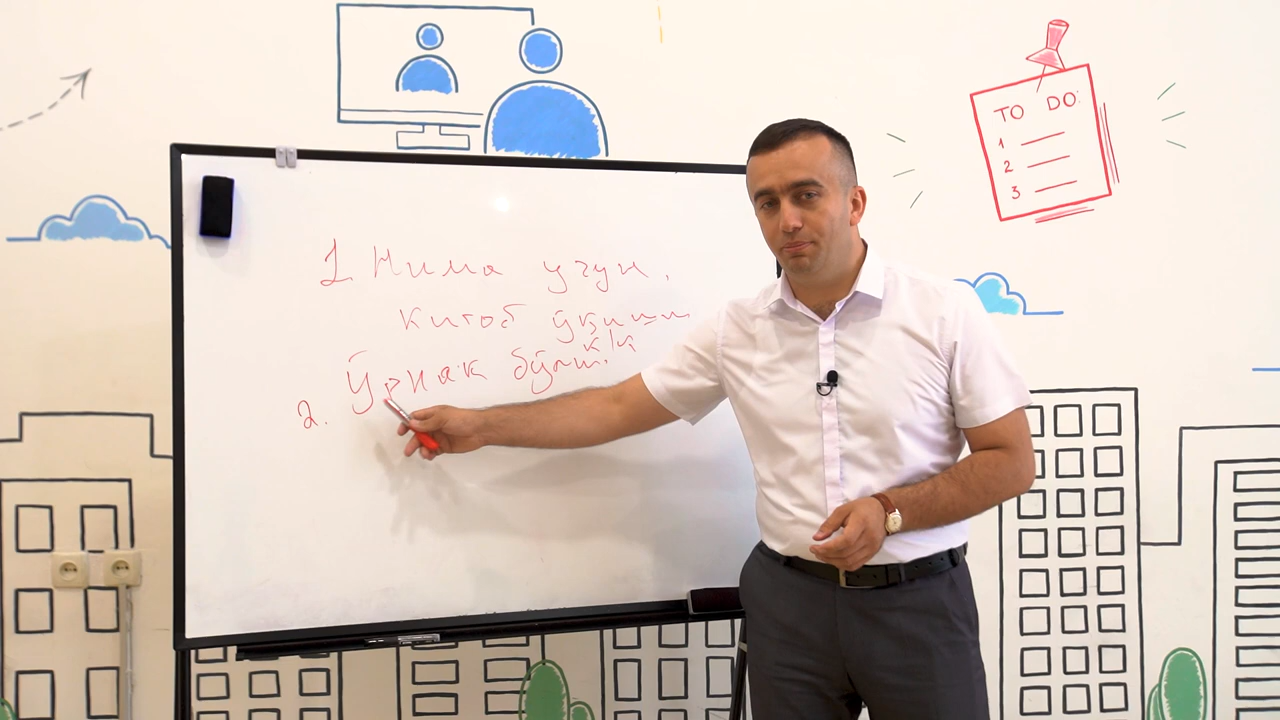 TO DO:
1
2
3
1. Нима учун,
китоб ўқиш
к/к
2. Ўрнак бўлиш.